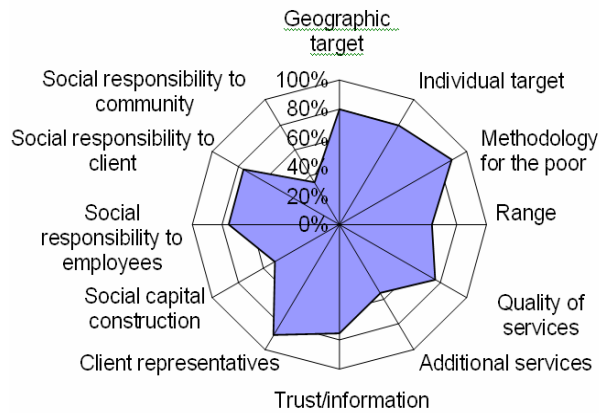 Geographic
target
Individual target
Methodology
for the poor
Range
Quality of
services
Additional services
Trust/information
Client representatives
Social capital
construction
Social
responsibility to
employees
Social responsibility to
client
Social responsibility to
community
100%
80%
60%
40%
20%
0%